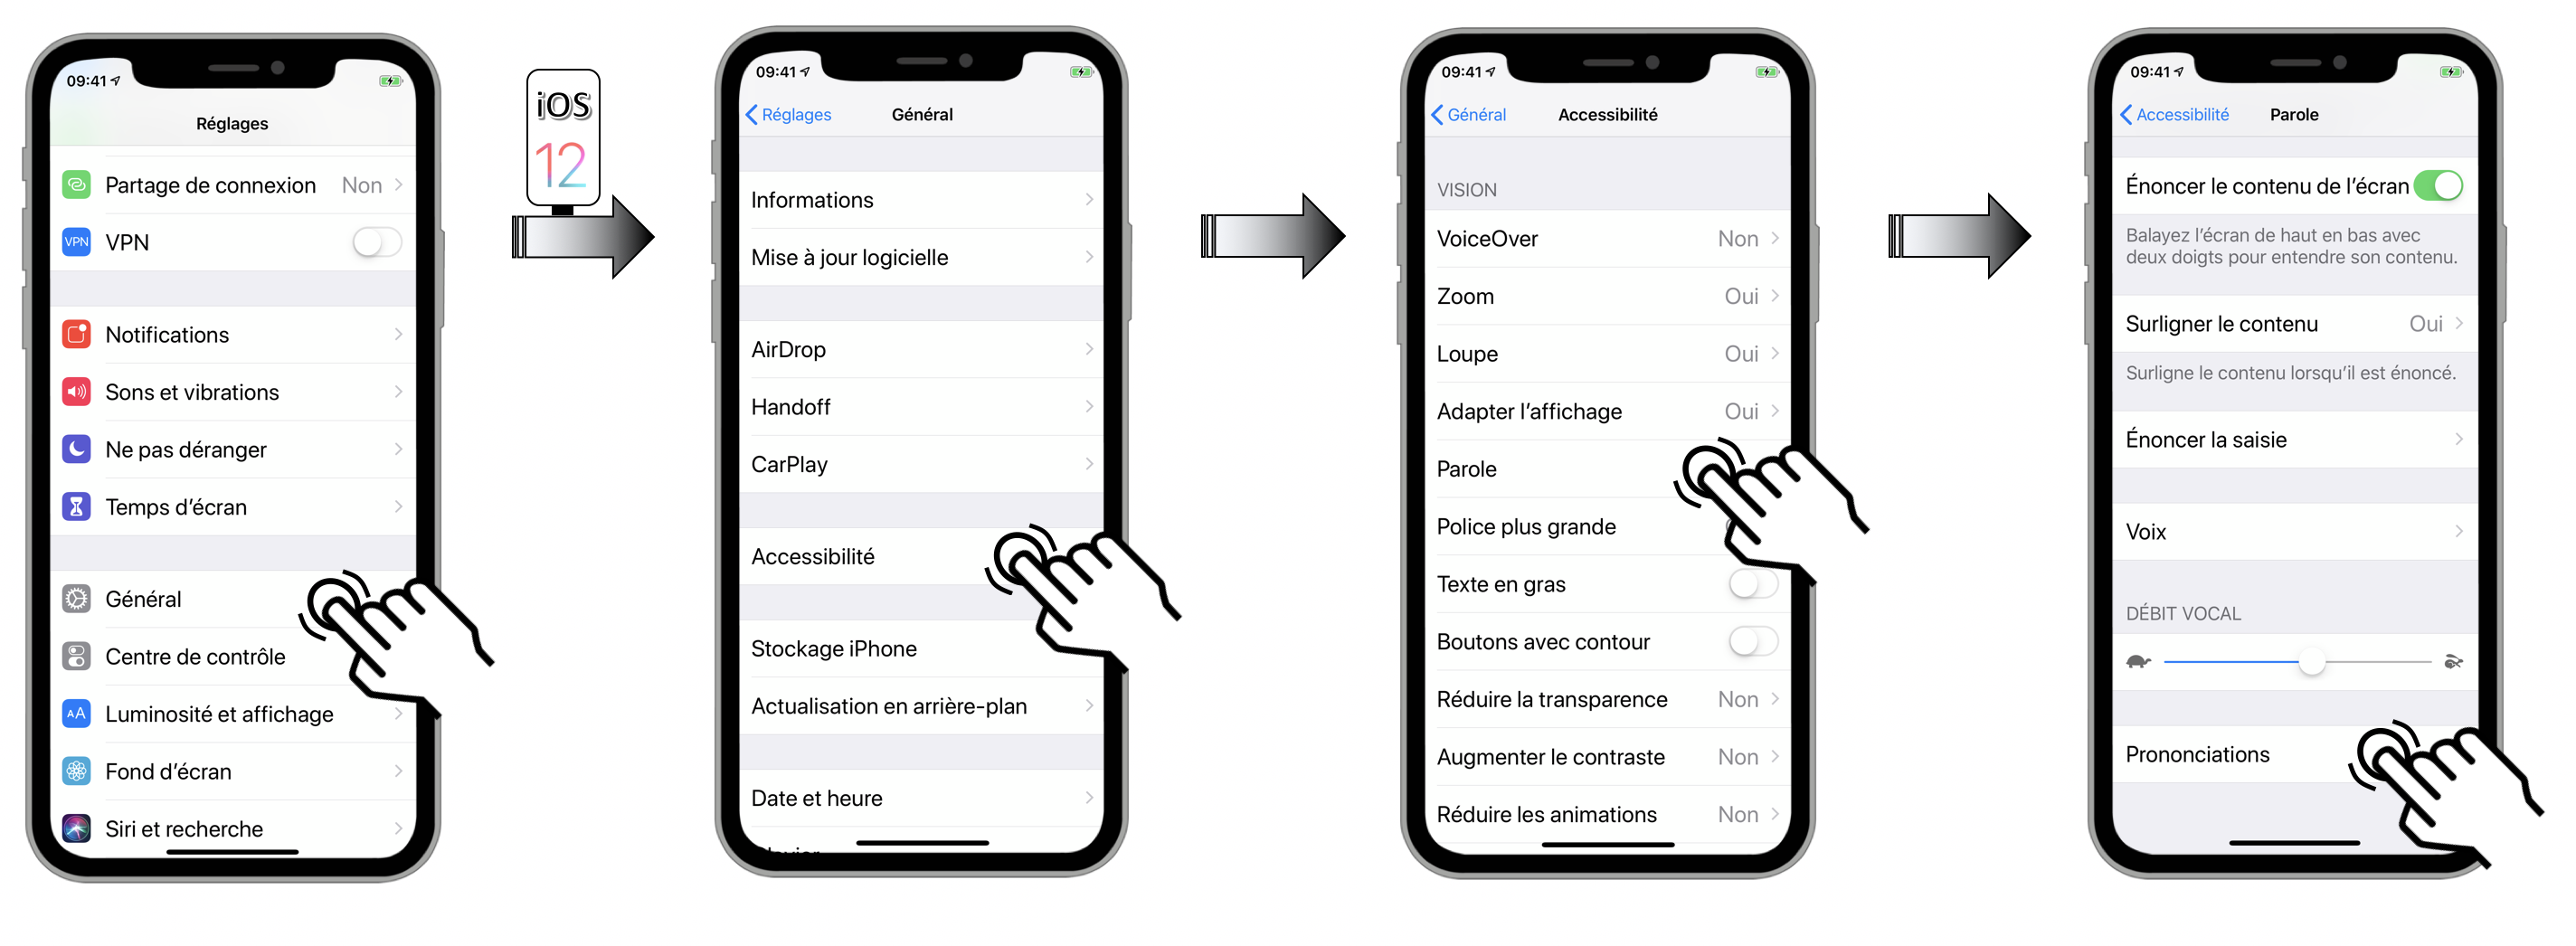 09:41
Réglages
Partage de connexion Non
VPN VPN
Notifications
Sons et vibrations
Ne pas déranger
Temps d’écran
Général
Centre de contrôle
AA Luminosité et affichage
Fond d’écran
Siri et recherche
iOS
12
09:41
Réglages Général
Informations
Mise à jour logicielle
AirDrop
Handoff
CarPlay
Accessibilité
Stockage iPhone
Actualisation en arrière-plan
Date et heure
09:41
Général Accessibilité
VISION
VoiceOver Non
Zoom Oui
Loupe Oui
Adapter l’affichage Oui
Parole
Police plus grande
Texte en gras
Boutons avec contour
Réduire la transparence Non
Augmenter le contraste Non
Réduire les animations Non
09:41
Accessibilité Parole
Énoncer le contenu de l’écran
Balayez l’écran de haut en bas avec
deux doigts pour entendre son contenu.
Surligner le contenu Oui
Surligne le contenu lorsqu’il est énoncé.
Énoncer la saisie
Voix
DÉBIT VOCAL
Prononciations